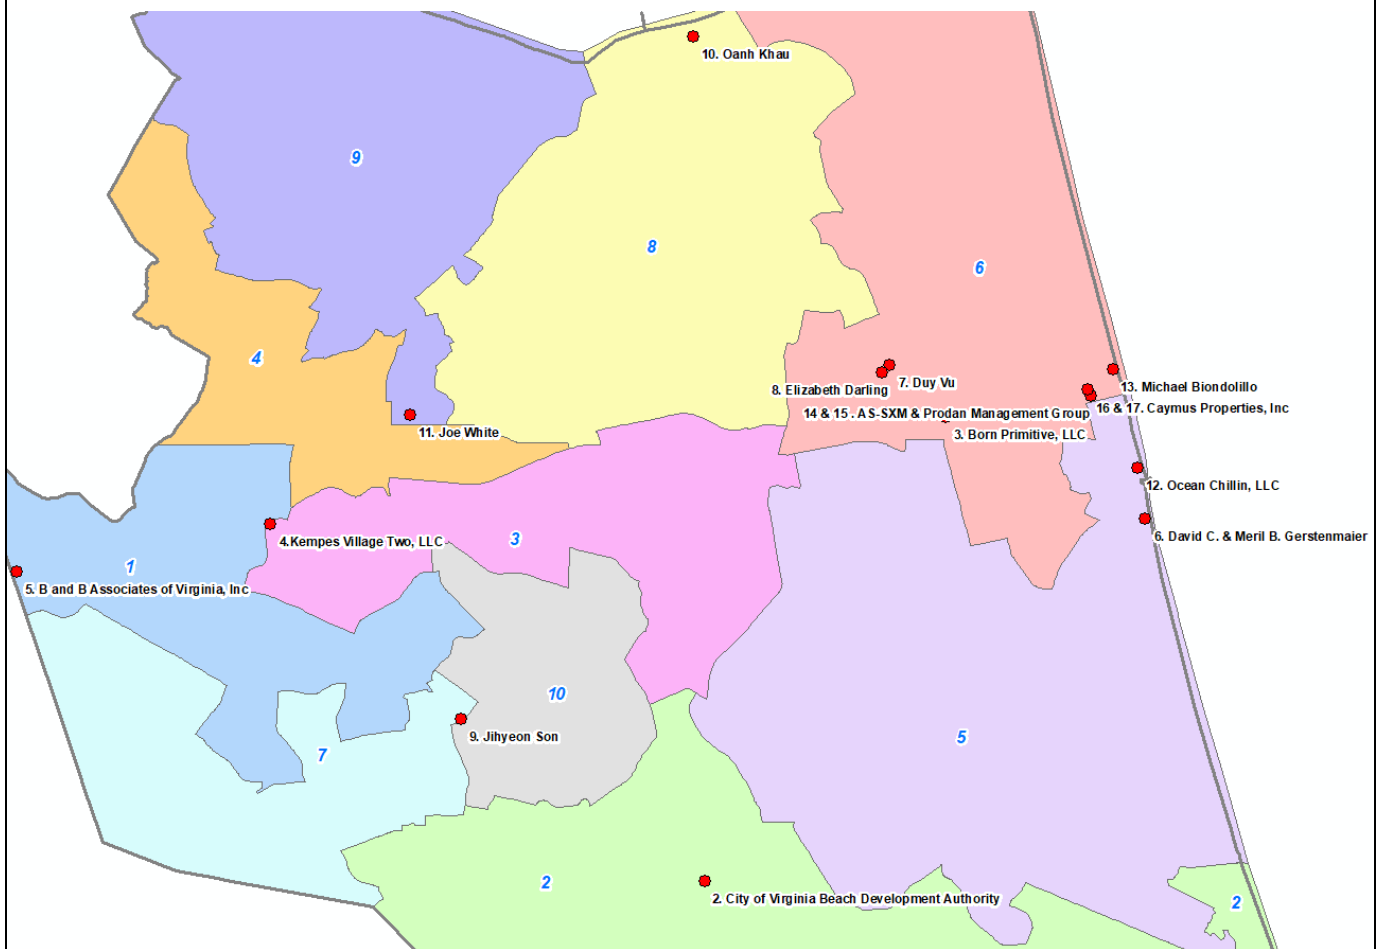 10. Oanh Khau
9
8
6
4
13. Michael Biondolillo
7. Duy Vu
8. Elizabeth Darling
16 & 17. Caymus Properties, Inc
14 & 15 . AS-SXM & Prodan Management Group
11. Joe White
3. Born Primitive, LLC
12. Ocean Chillin, LLC
6. David C. & Meril B. Gerstenmaier
4.Kempes Village Two, LLC
3
1
5. B and B Associates of Virginia, Inc
10
9. Jihyeon Son
5
7
2
2. City of Virginia Beach Development Authority
2